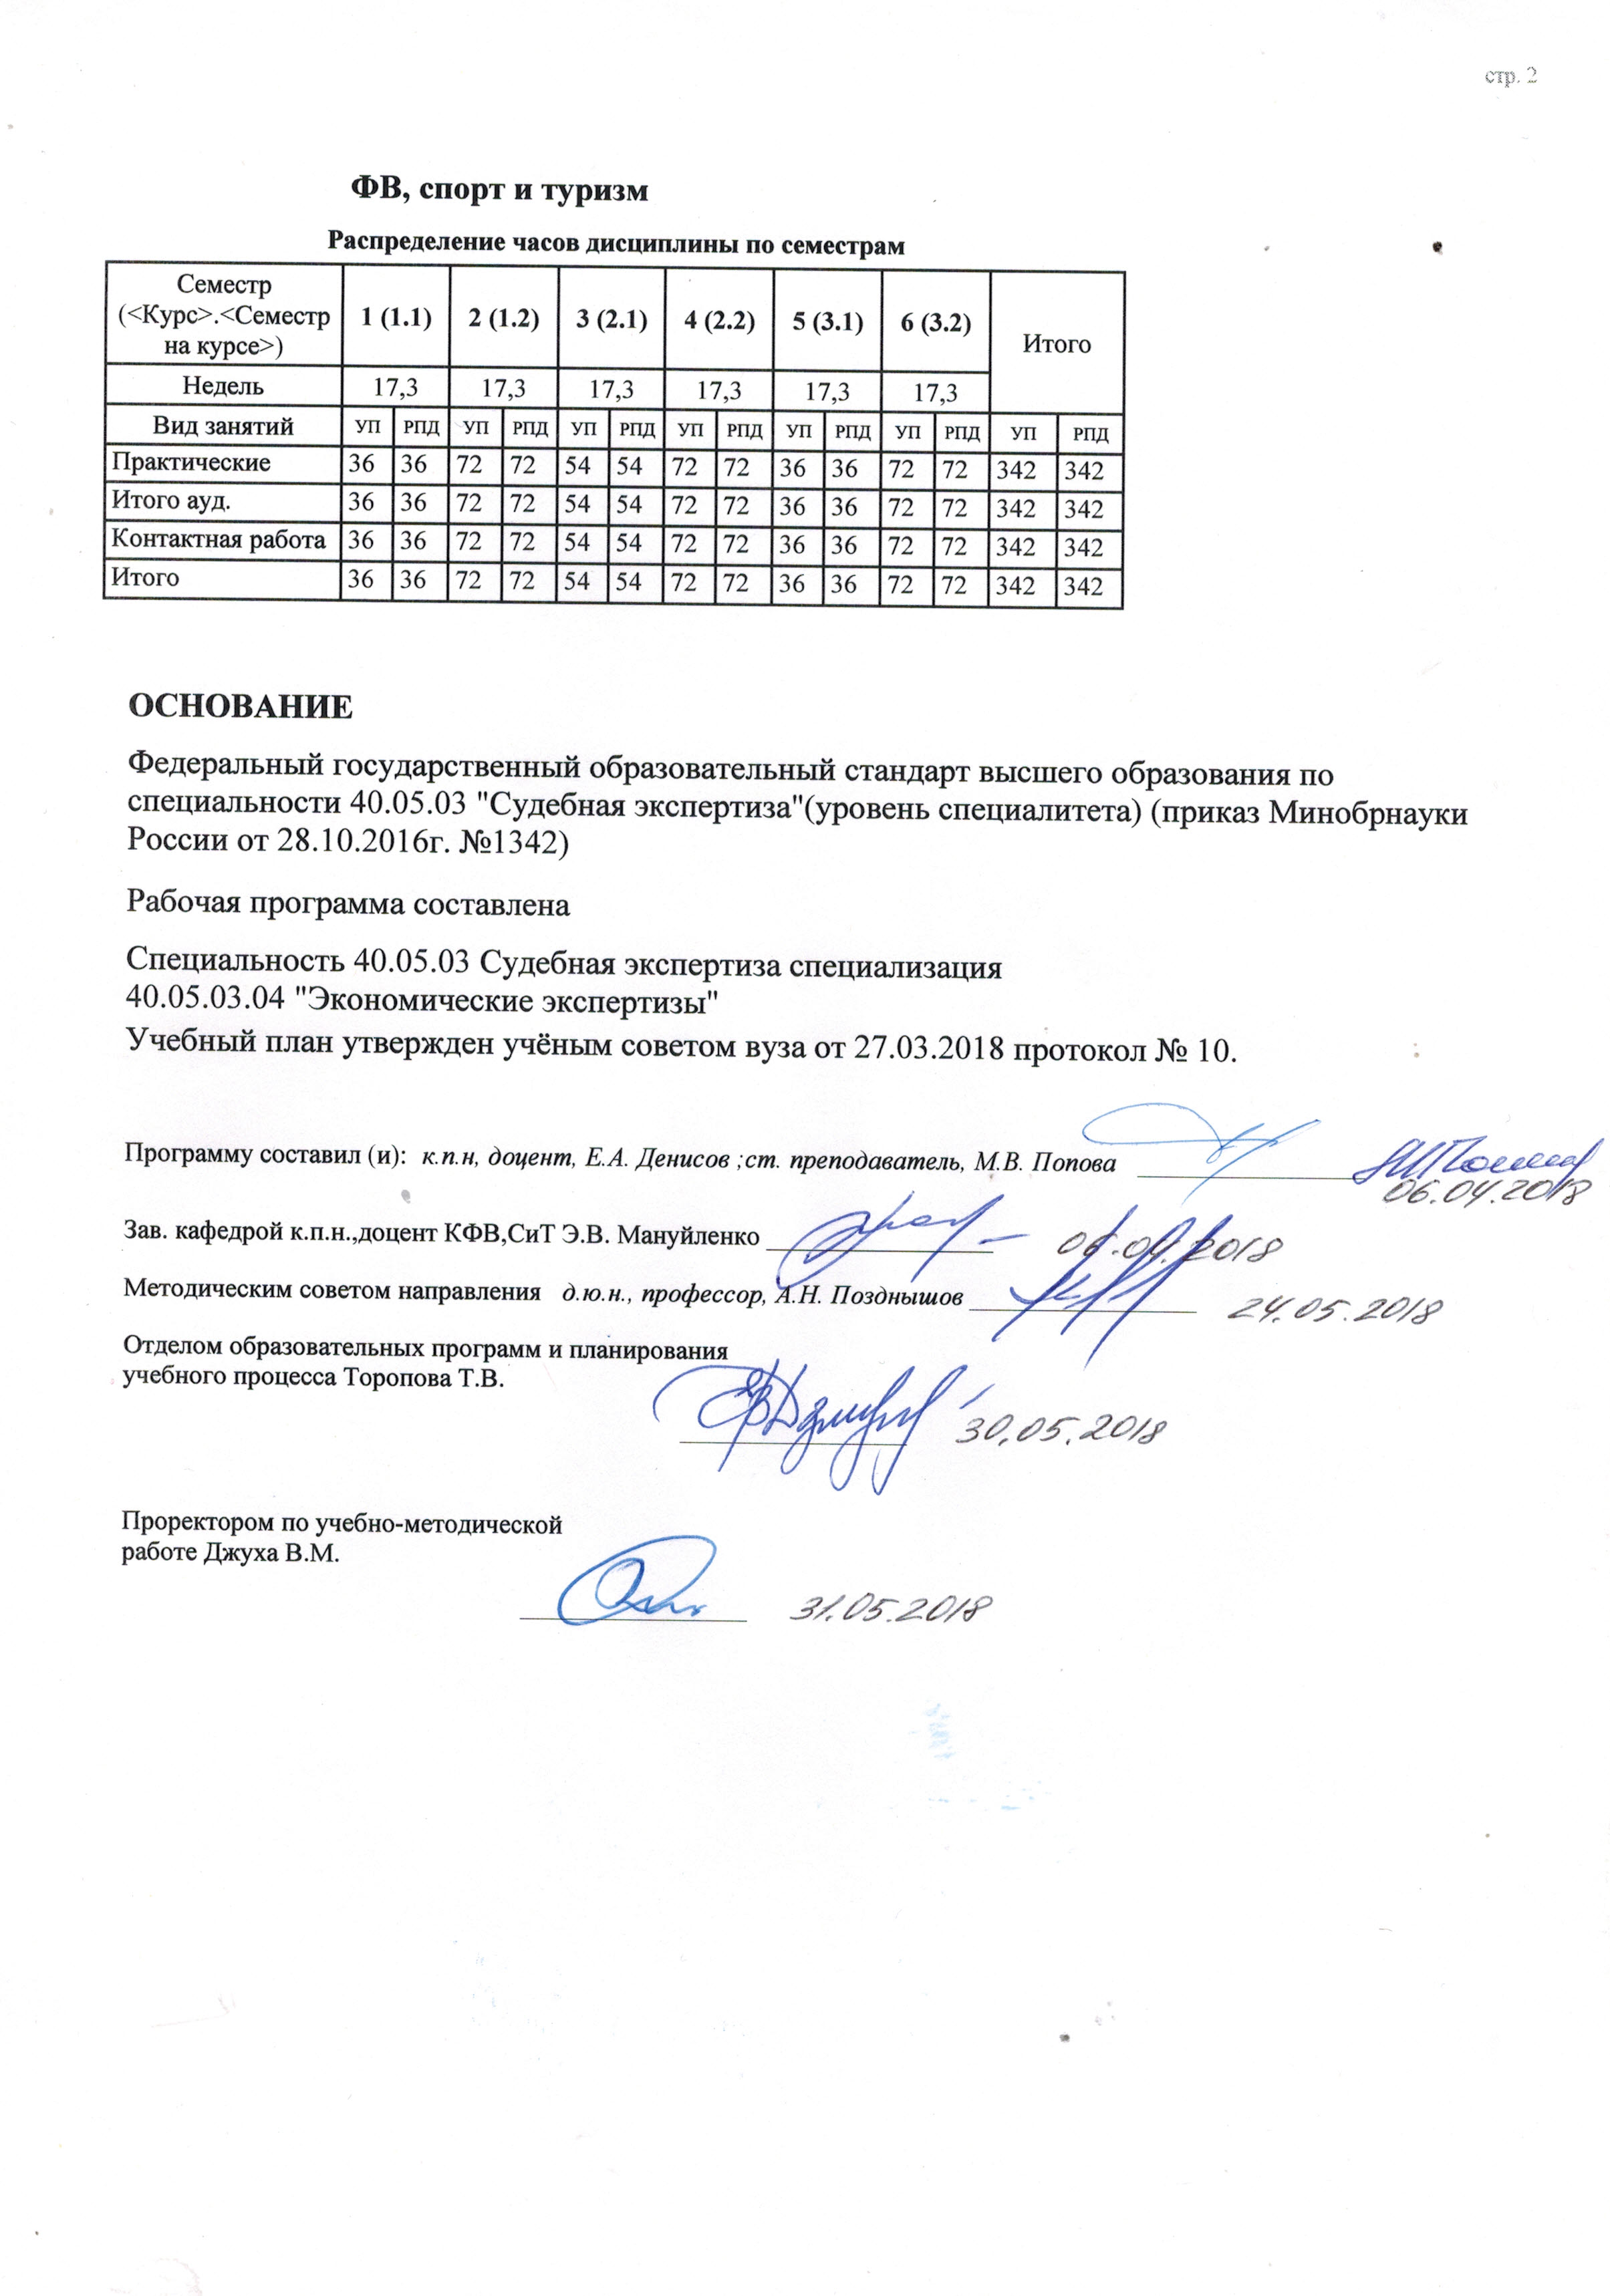 стр. 2
ФВ, спорт и туризм
Распределение часов дисциплины по семестрам
Семестр (<Курс>.<Семестр на курсе>) 1 (1.1) 2 (1.2) 3 (2.1) 4 (2.2) 5 (3.1) 6 (3.2) Итого
Недель 17,3 17,3 17,3 17,3 17,3 17,3
Вид занятий УП РПД УП РПД УП РПД УП РПД УП РПД УП РПД УП РПД
Практические 36 36 72 72 54 54 72 72 36 36 72 72 342 342
Итого ауд. 36 36 72 72 54 54 72 72 36 36 72 72 342 342
Контактная работа 36 36 72 72 54 54 72 72 36 36 72 72 342 342
Итого 36 36 72 72 54 54 72 72 36 36 72 72 342 342
ОСНОВАНИЕ
Федеральный государственный образовательный стандарт высшего образования по
специальности 40.05.03 "Судебная экспертиза"(уровень специалитета) (приказ Минобрнауки
России от 28.10.2016г. №1342)
Рабочая программа составлена
Специальность 40.05.03 Судебная экспертиза специализация
40.05.03.04 "Экономические экспертизы"
Учебный план утвержден учёным советом вуза от 27.03.2018 протокол № 10.
Программу составил (и): к.п.н, доцент, Е.А. Денисов ;ст. преподаватель, М.В. Попова
06.04.2018
Зав. кафедрой к.п.н.,доцент КФВ,СиТ Э.В. Мануйленко 06.04.2018
Методическим советом направления д.ю.н., профессор, А.Н. Позднышов 24.05.2018
Отделом образовательных программ и планирования
учебного процесса Торопова Т.В.
30.05.2018
Проректором по учебно-методической
работе Джуха В.М.
31.05.2018